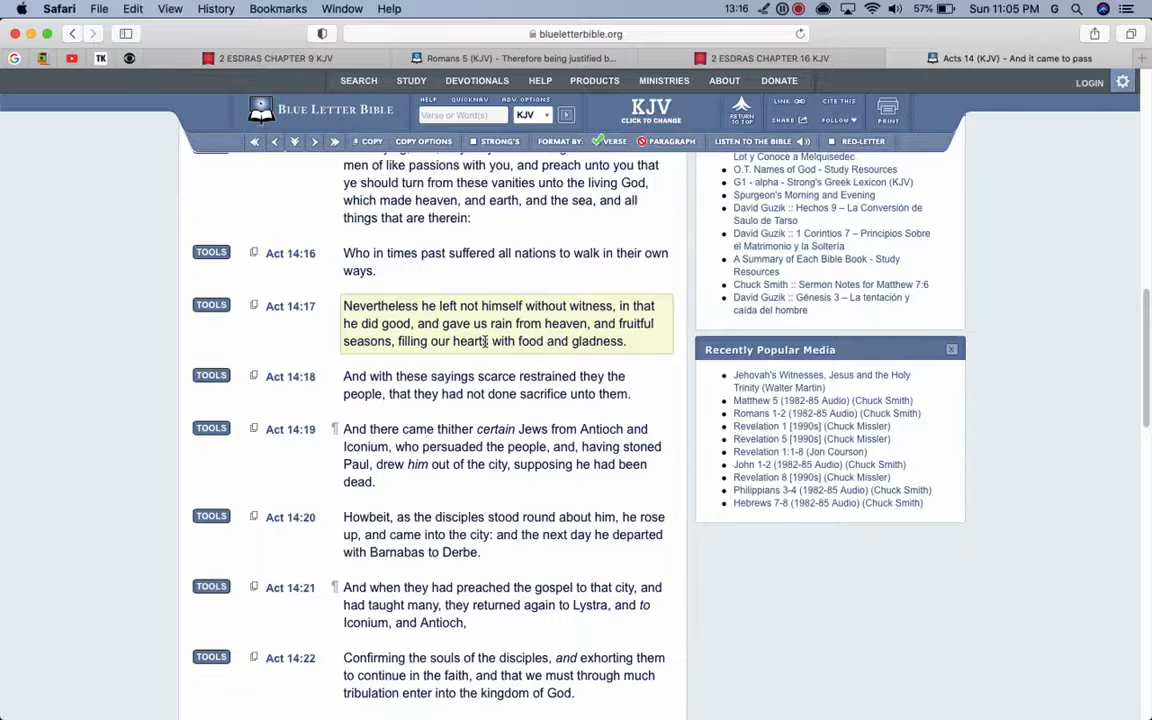 Safari File Edit View History Bookmarks Window Help 13:16 57% Sun 11:05 PM G
blueletterbible.org
2 ESDRAS CHAPTER 9 KJV Romans 5 (KJV) - Therefore being justified b... 2 ESDRAS CHAPTER 16 KJV Acts 14 (KJV) - And it came to pass
SEARCH STUDY DEVOTIONALS HELP PRODUCTS MINISTRIES ABOUT DONATE LOGIN
BLUE LETTER BIBLE
HELP QUICKNAV ADV. OPTIONS
Verse or Word(s) KJV
KJV
CLICK TO CHANGE
RETURN
TO TOP
LINK CITE THIS
SHARE FOLLOW
PRINT
COPY COPY OPTIONS STRONG'S FORMAT BY: VERSE PARAGRAPH LISTEN TO THE BIBLE RED-LETTER
men of like passions with you, and preach unto you that
ye should turn from these vanities unto the living God,
which made heaven, and earth, and the sea, and all
things that are therein:
TOOLS Act 14:16 Who in times past suffered all nations to walk in their own
ways.
TOOLS Act 14:17 Nevertheless he left not himself without witness, in that
he did good, and gave us rain from heaven, and fruitful
seasons, filling our hearts with food and gladness.
TOOLS Act 14:18 And with these sayings scarce restrained they the
people, that they had not done sacrifice unto them.
TOOLS Act 14:19 ¶ And there came thither certain Jews from Antioch and
Iconium, who persuaded the people, and, having stoned
Paul, drew him out of the city, supposing he had been
dead.
TOOLS Act 14:20 Howbeit, as the disciples stood round about him, he rose
up, and came into the city: and the next day he departed
with Barnabas to Derbe.
TOOLS Act 14:21 ¶ And when they had preached the gospel to that city, and
had taught many, they returned again to Lystra, and to
Iconium, and Antioch,
TOOLS Act 14:22 Confirming the souls of the disciples, and exhorting them
to continue in the faith, and that we must through much
tribulation enter into the kingdom of God.
Lot y Conoce a Melquisedec
O.T. Names of God - Study Resources
G1 - alpha - Strong's Greek Lexicon (KJV)
Spurgeon's Morning and Evening
David Guzik :: Hechos 9 – La Conversión de
Saulo de Tarso
David Guzik :: 1 Corintios 7 – Principios Sobre
el Matrimonio y la Soltería
A Summary of Each Bible Book - Study
Resources
Chuck Smith :: Sermon Notes for Matthew 7:6
David Guzik :: Génesis 3 – La tentación y
caída del hombre
Recently Popular Media
Jehovah's Witnesses, Jesus and the Holy
Trinity (Walter Martin)
Matthew 5 (1982-85 Audio) (Chuck Smith)
Romans 1-2 (1982-85 Audio) (Chuck Smith)
Revelation 1 [1990s] (Chuck Missler)
Revelation 5 [1990s] (Chuck Missler)
Revelation 1:1-8 (Jon Courson)
John 1-2 (1982-85 Audio) (Chuck Smith)
Revelation 8 [1990s] (Chuck Missler)
Philippians 3-4 (1982-85 Audio) (Chuck Smith)
Hebrews 7-8 (1982-85 Audio) (Chuck Smith)